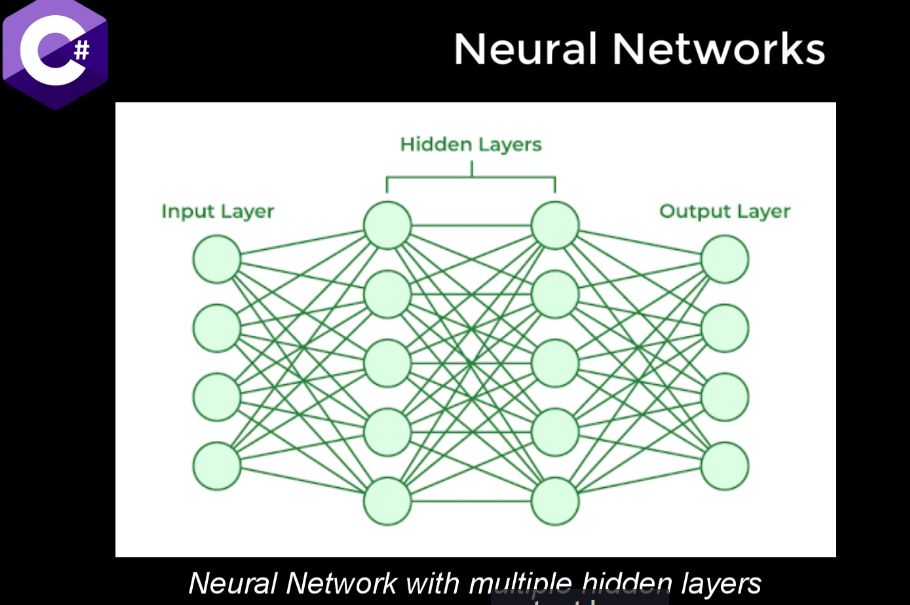 C#
Neural Networks
Hidden Layers
Input Layer
Output Layer
Neural Network with multiple hidden layers